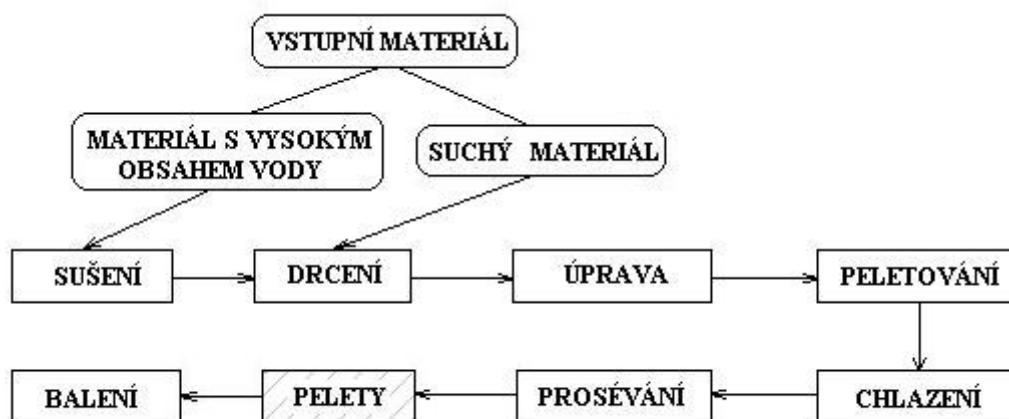 VSTUPNÍ MATERIÁL
MATERIÁL S VYSOKÝM
OBSAHEM VODY
SUCHÝ MATERIÁL
SUŠENÍ
DRCENÍ
ÚPRAVA
PELETOVÁNÍ
BALENÍ
PELETY
PROSÉVÁNÍ
CHLAZENÍ